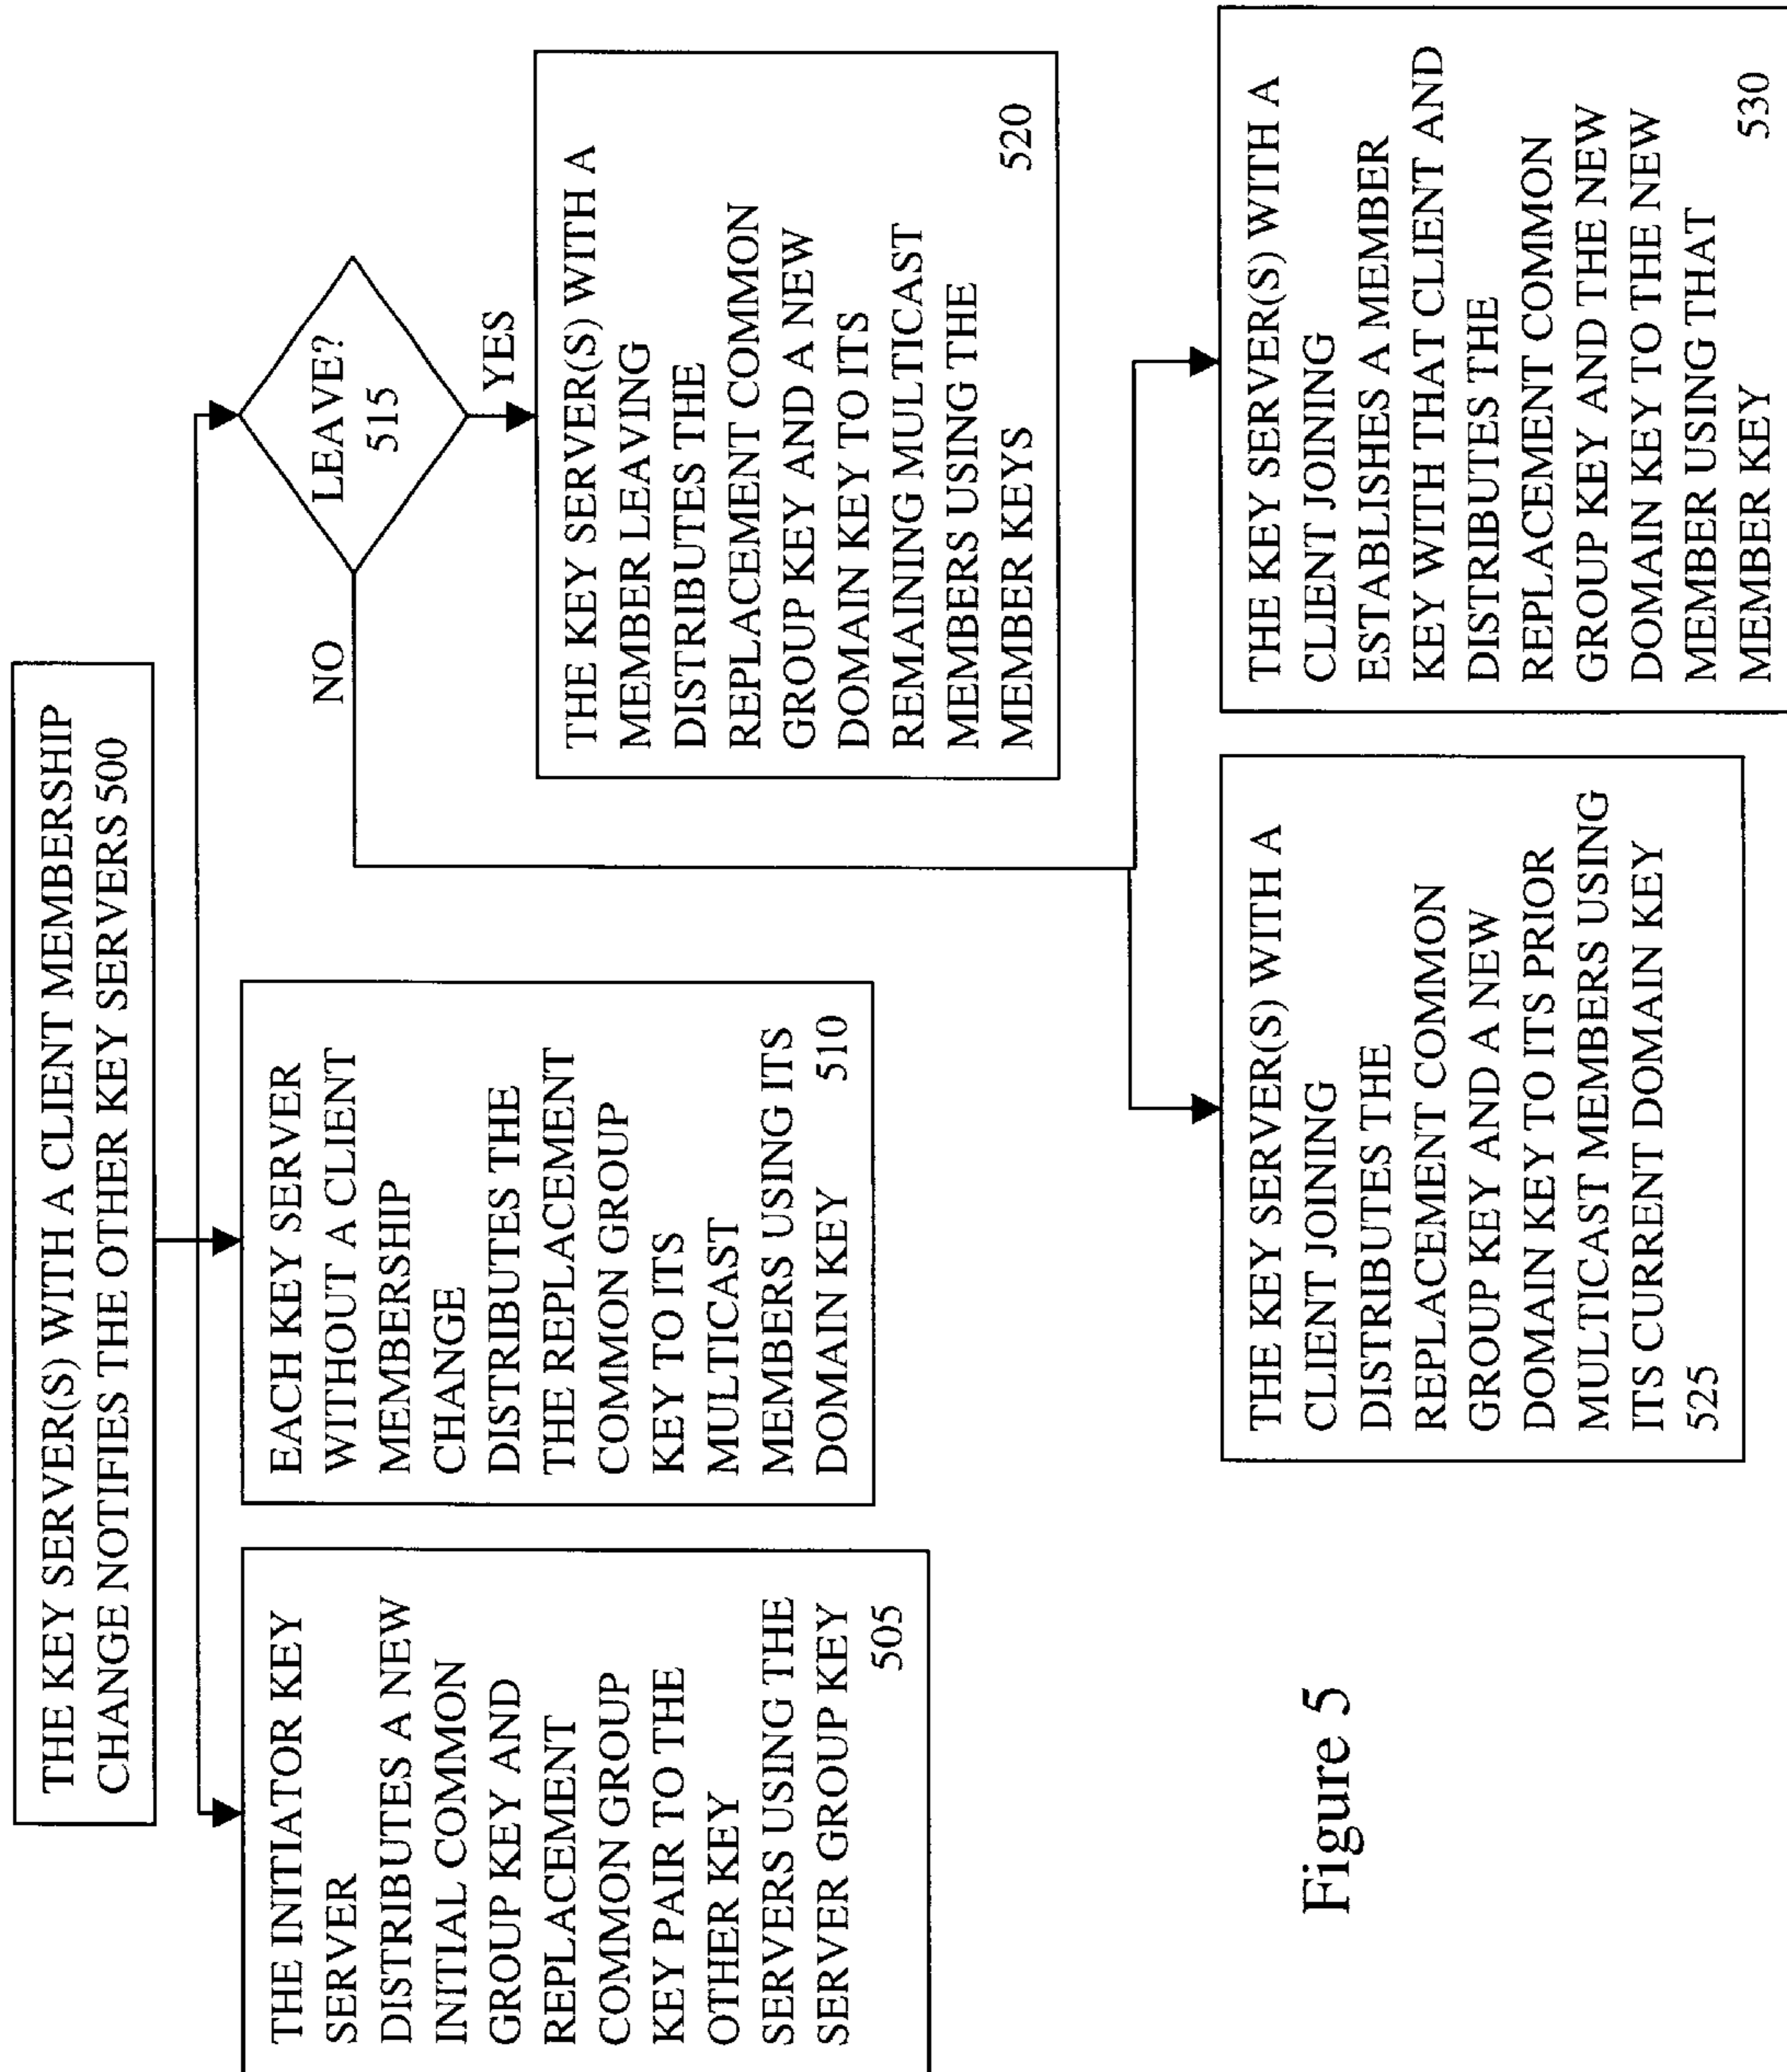 THE KEY SERVER(S) WITH A CLIENT MEMBERSHIP
CHANGE NOTIFIES THE OTHER KEY SERVERS 500
THE INITIATOR KEY
SERVER
DISTRIBUTES A NEW
INITIAL COMMON
GROUP KEY AND
REPLACEMENT
COMMON GROUP
KEY PAIR TO THE
OTHER KEY
SERVERS USING THE
SERVER GROUP KEY
505
EACH KEY SERVER
WITHOUT A CLIENT
MEMBERSHIP
CHANGE
DISTRIBUTES THE
THE REPLACEMENT
COMMON GROUP
KEY TO ITS
MULTICAST
MEMBERS USING ITS
DOMAIN KEY 510
LEAVE?
515
NO
YES
THE KEY SERVER(S) WITH A
MEMBER LEAVING
DISTRIBUTES THE
REPLACEMENT COMMON
GROUP KEY AND A NEW
DOMAIN KEY TO ITS
REMAINING MULTICAST
MEMBERS USING THE
MEMBER KEYS 520
THE KEY SERVER(S) WITH A
CLIENT JOINING
DISTRIBUTES THE
REPLACEMENT COMMON
GROUP KEY AND A NEW
DOMAIN KEY TO ITS PRIOR
MULTICAST MEMBERS USING
ITS CURRENT DOMAIN KEY
525
THE KEY SERVER(S) WITH A
CLIENT JOINING
ESTABLISHES A MEMBER
KEY WITH THAT CLIENT AND
DISTRIBUTES THE
REPLACEMENT COMMON
GROUP KEY AND THE NEW
DOMAIN KEY TO THE NEW
MEMBER USING THAT
MEMBER KEY 530
Figure 5